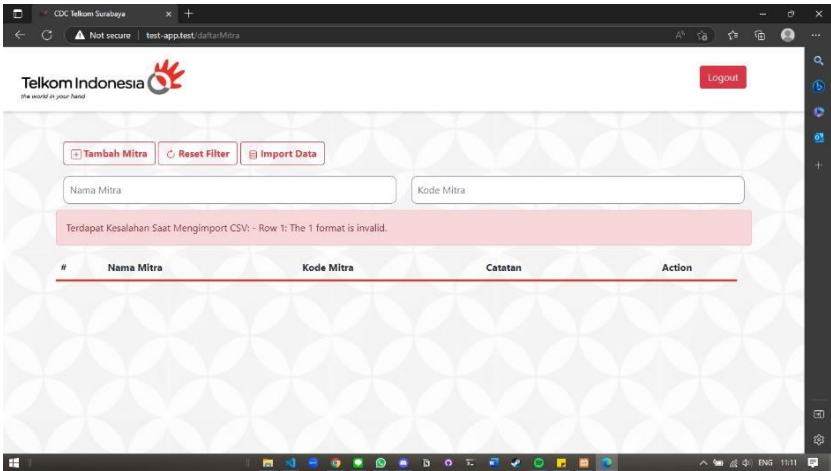 CDC Telkom Surabaya
Not secure
test-app.test/daftarMitra
Telkom Indonesia
the world in your hand
Logout
Tambah Mitra
Reset Filter
Import Data
Nama Mitra
Kode Mitra
Terdapat Kesalahan Saat Mengimport CSV: - Row 1: The 1 format is invalid.
# Nama Mitra Kode Mitra Catatan Action
ENG 11:11